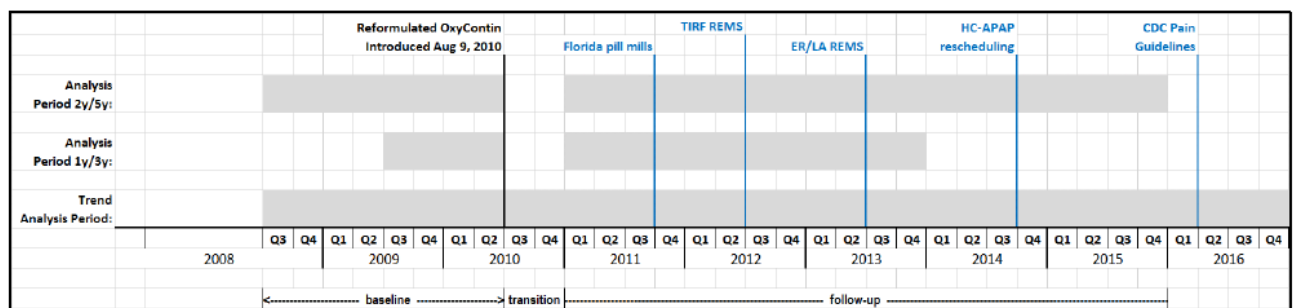 Reformulated OxyContin
Introduced Aug 9, 2010
Florida pill mills
TIRF REMS
ER/LA REMS
HC-APAP
rescheduling
CDC Pain
Guidelines
Analysis
Period 2y/5y:
Analysis
Period 1y/3y:
Trend
Analysis Period:
Q3 Q4 Q1 Q2 Q3 Q4 Q1 Q2 Q3 Q4 Q1 Q2 Q3 Q4 Q1 Q2 Q3 Q4 Q1 Q2 Q3 Q4 Q1 Q2 Q3 Q4 Q1 Q2 Q3 Q4 Q1 Q2 Q3 Q4
2008 2009 2010 2011 2012 2013 2014 2015 2016
<---------------- baseline ----------------> transition <---------------- follow-up ---------------->